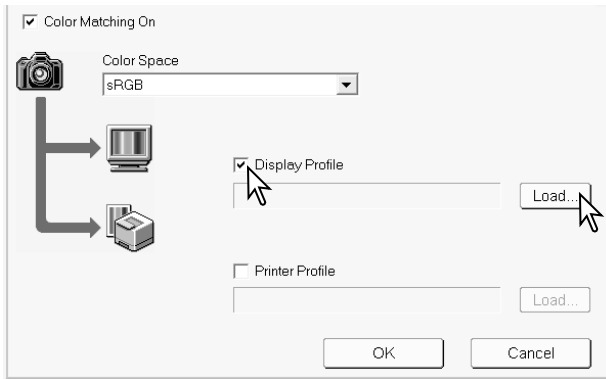 Color Matching On
Color Space
sRGB
Display Profile
Load...
Printer Profile
Load...
OK
Cancel